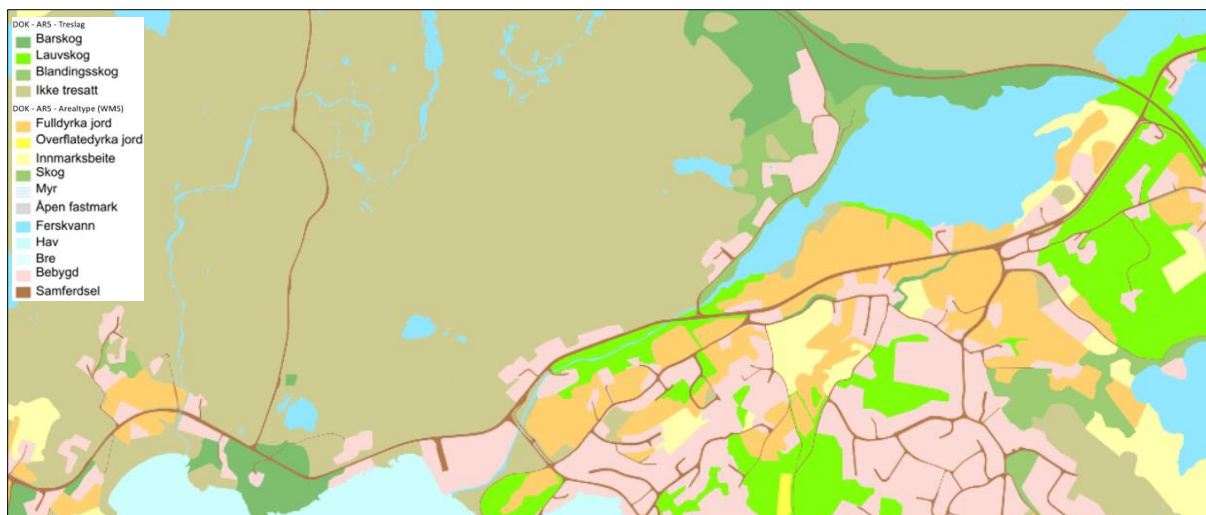 DOK - AR5 - Treslag
Barskog
Lauvskog
Blandingsskog
Ikke tresatt
DOK - AR5 - Arealtype (WMS)
Fulldyrka jord
Overflatedyrka jord
Innmarksbeite
Skog
Myr
Åpen fastmark
Ferskvann
Hav
Bre
Bebygd
Samferdsel